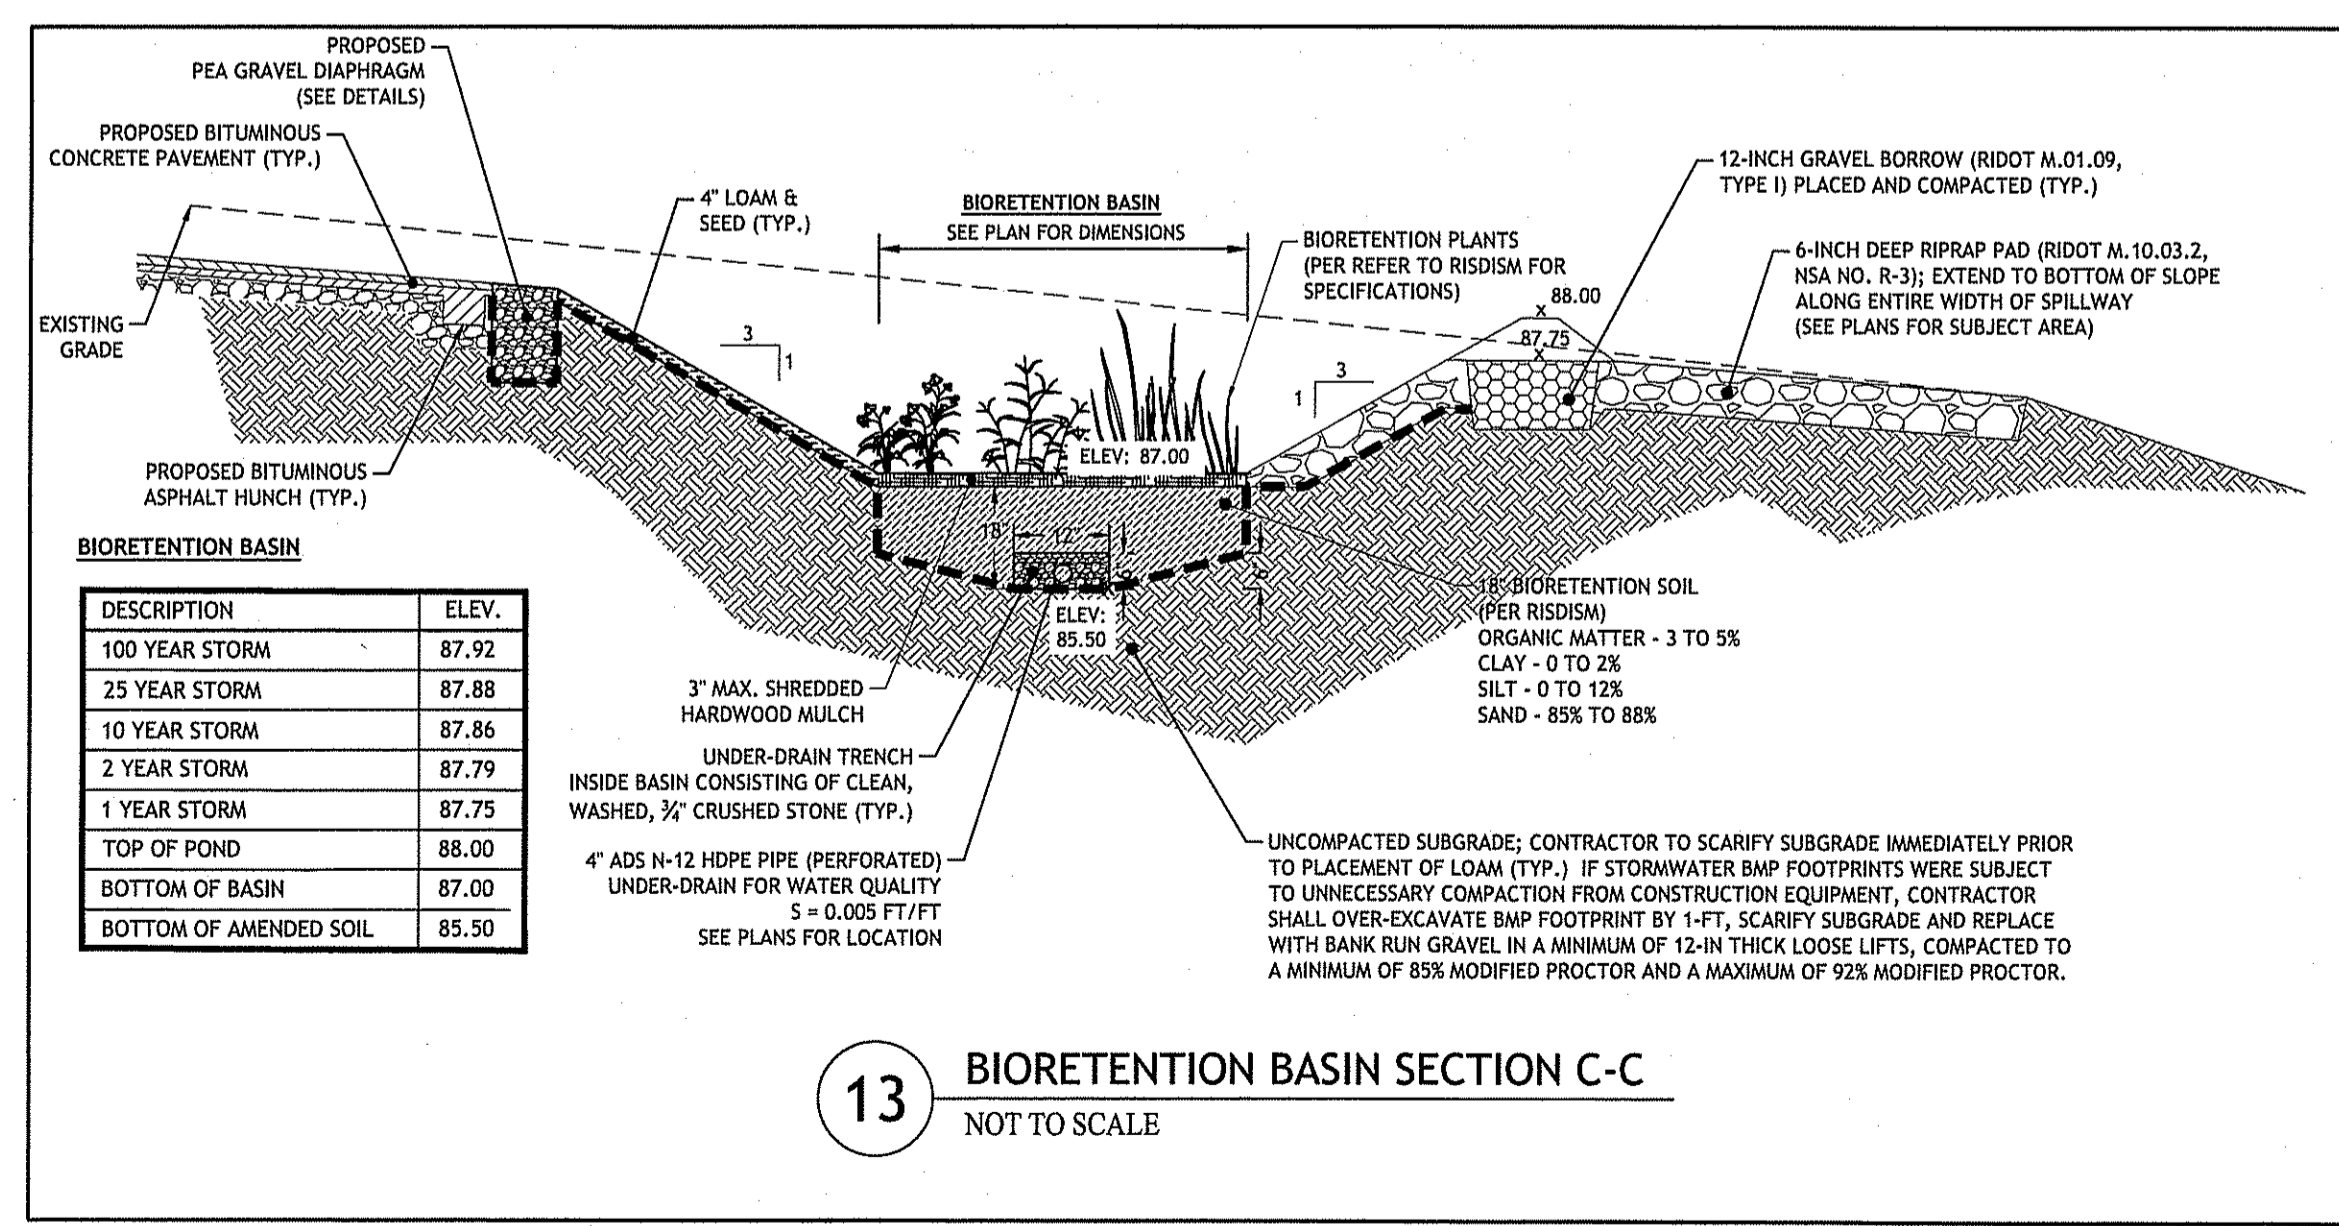 PROPOSED
PEA GRAVEL DIAPHRAGM
(SEE DETAILS)
PROPOSED BITUMINOUS
CONCRETE PAVEMENT (TYP.)
4" LOAM &
SEED (TYP.)
BIORETENTION BASIN
SEE PLAN FOR DIMENSIONS
BIORETENTION PLANTS
(PER REFER TO RISDISM FOR
SPECIFICATIONS)
12-INCH GRAVEL BORROW (RIDOT M.01.09,
TYPE I) PLACED AND COMPACTED (TYP.)
6-INCH DEEP RIPRAP PAD (RIDOT M.10.03.2,
NSA NO. R-3); EXTEND TO BOTTOM OF SLOPE
ALONG ENTIRE WIDTH OF SPILLWAY
(SEE PLANS FOR SUBJECT AREA)
88.00
x
87.75
x
EXISTING
GRADE
3
1
3
1
PROPOSED BITUMINOUS
ASPHALT HUNCH (TYP.)
ELEV: 87.00
18"
12"
6"
ELEV:
85.50
BIORETENTION BASIN
DESCRIPTION ELEV.
100 YEAR STORM 87.92
25 YEAR STORM 87.88
10 YEAR STORM 87.86
2 YEAR STORM 87.79
1 YEAR STORM 87.75
TOP OF POND 88.00
BOTTOM OF BASIN 87.00
BOTTOM OF AMENDED SOIL 85.50
3" MAX. SHREDDED
HARDWOOD MULCH
UNDER-DRAIN TRENCH
INSIDE BASIN CONSISTING OF CLEAN,
WASHED, ¾" CRUSHED STONE (TYP.)
4" ADS N-12 HDPE PIPE (PERFORATED)
UNDER-DRAIN FOR WATER QUALITY
S = 0.005 FT/FT
SEE PLANS FOR LOCATION
18" BIORETENTION SOIL
(PER RISDISM)
ORGANIC MATTER - 3 TO 5%
CLAY - 0 TO 2%
SILT - 0 TO 12%
SAND - 85% TO 88%
UNCOMPACTED SUBGRADE; CONTRACTOR TO SCARIFY SUBGRADE IMMEDIATELY PRIOR
TO PLACEMENT OF LOAM (TYP.) IF STORMWATER BMP FOOTPRINTS WERE SUBJECT
TO UNNECESSARY COMPACTION FROM CONSTRUCTION EQUIPMENT, CONTRACTOR
SHALL OVER-EXCAVATE BMP FOOTPRINT BY 1-FT, SCARIFY SUBGRADE AND REPLACE
WITH BANK RUN GRAVEL IN A MINIMUM OF 12-IN THICK LOOSE LIFTS, COMPACTED TO
A MINIMUM OF 85% MODIFIED PROCTOR AND A MAXIMUM OF 92% MODIFIED PROCTOR.
13
BIORETENTION BASIN SECTION C-C
NOT TO SCALE